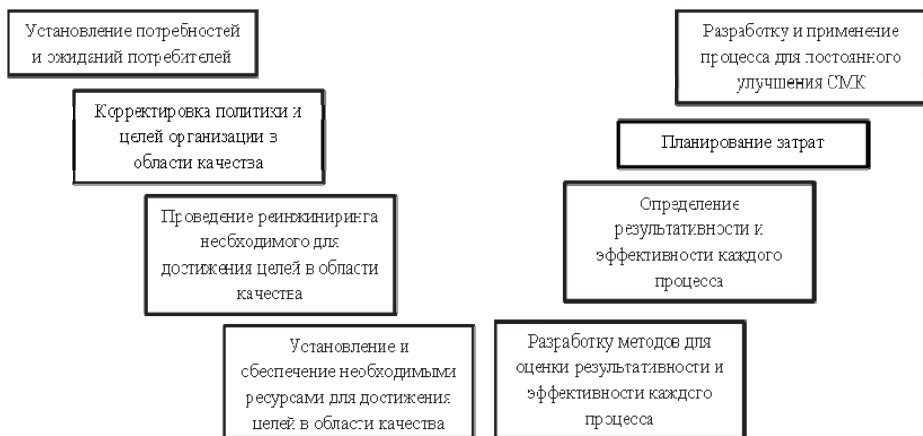 Установление потребностей
и ожиданий потребителей
Корректировка политики и
целей организации в
области качества
Проведение реинжиниринга
необходимого для
достижения целей в области
качества
Установление и
обеспечение необходимыми
ресурсами для достижения
целей в области качества
Разработку и применение
процесса для постоянного
улучшения СМК
Планирование затрат
Определение
результативности и
эффективности каждого
процесса
Разработку методов для
оценки результативности и
эффективности каждого
процесса